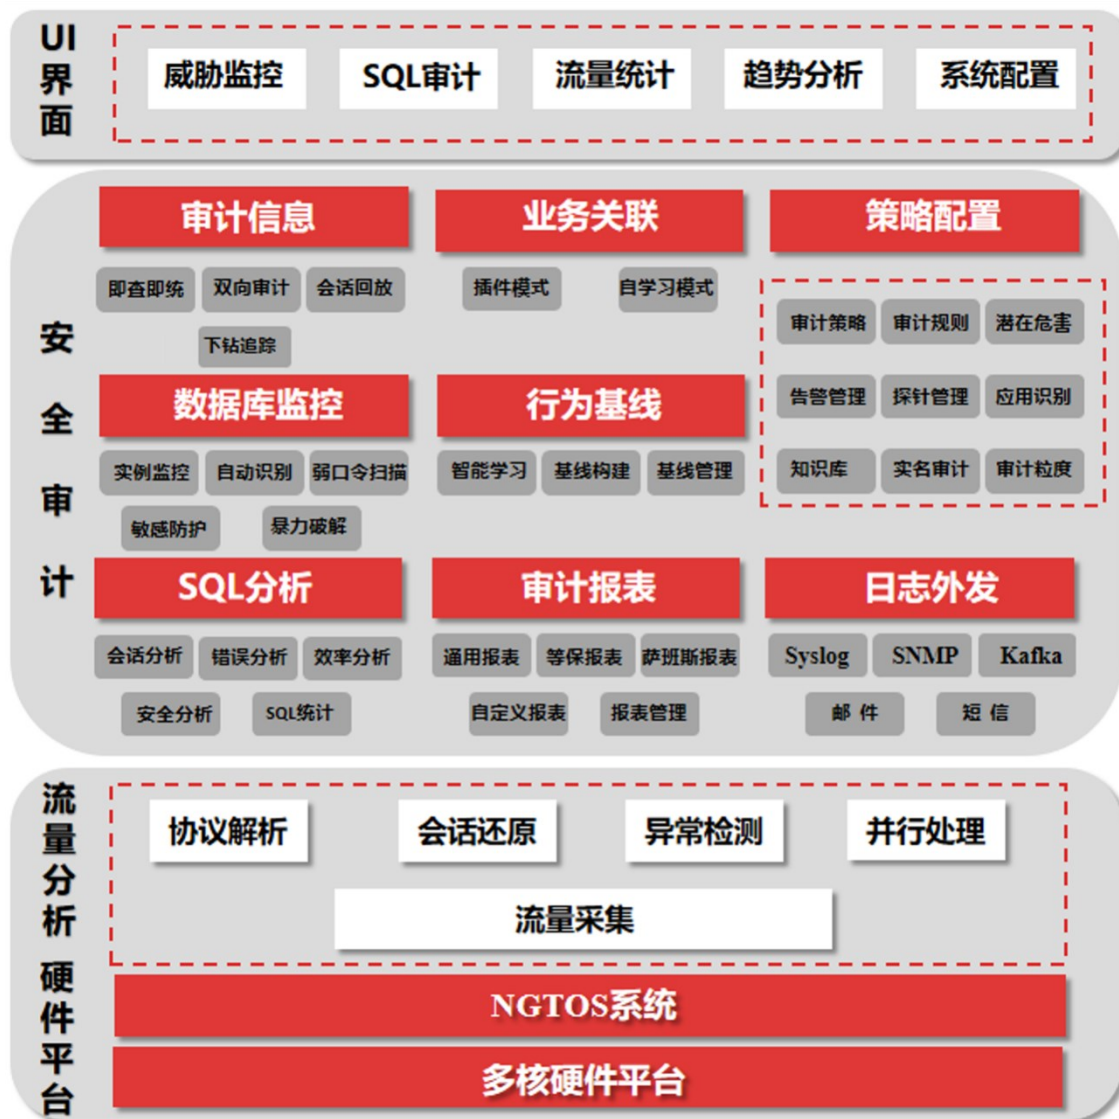 UI界面
威胁监控 SQL审计 流量统计 趋势分析 系统配置
安全审计
审计信息 业务关联 策略配置
即查即统 双向审计 会话回放
下钻追踪
插件模式 自学习模式
审计策略 审计规则 潜在危害
告警管理 探针管理 应用识别
知识库 实名审计 审计粒度
数据库监控 行为基线
实例监控 自动识别 弱口令扫描
敏感防护 暴力破解
智能学习 基线构建 基线管理
SQL分析 审计报表 日志外发
会话分析 错误分析 效率分析
安全分析 SQL统计
通用报表 等保报表 萨班斯报表
自定义报表 报表管理
Syslog SNMP Kafka
邮 件 短 信
流量分析
协议解析 会话还原 异常检测 并行处理
流量采集
硬件平台
NGTOS系统
多核硬件平台